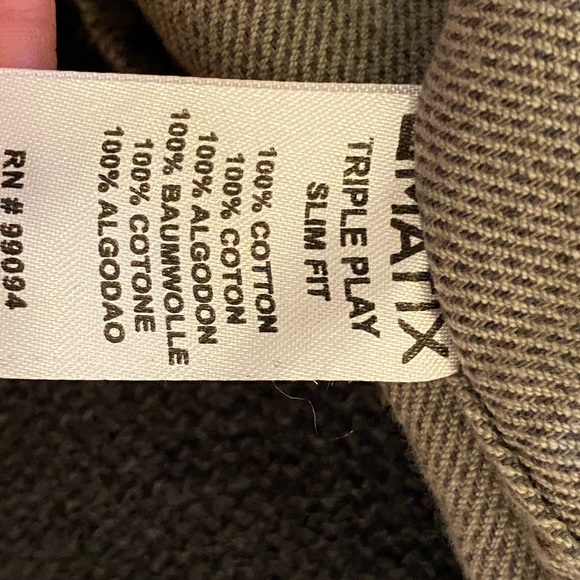 MATIX
TRIPLE PLAY
SLIM FIT
100% COTTON
100% COTON
100% ALGODON
100% BAUMWOLLE
100% COTONE
100% ALGODAO
RN # 99094